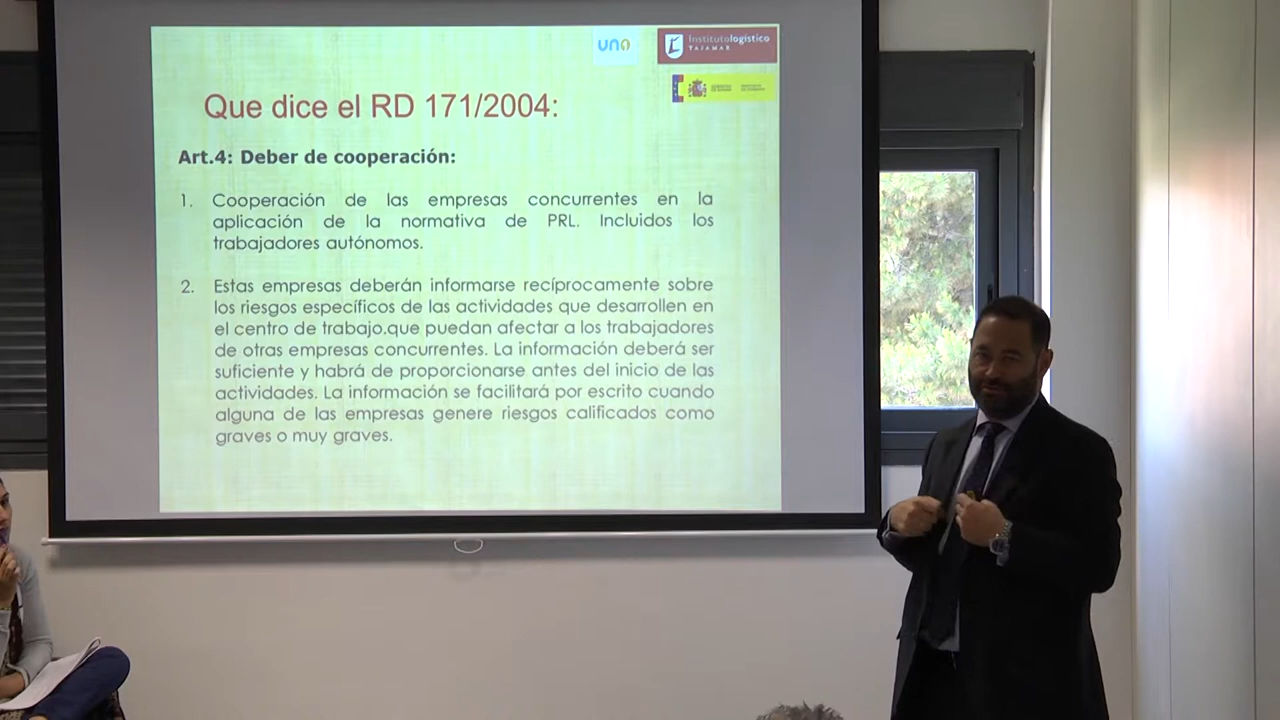 uno
Institutologístico
TAJAMAR
Que dice el RD 171/2004:
Art.4: Deber de cooperación:
1. Cooperación de las empresas concurrentes en la
aplicación de la normativa de PRL. Incluidos los
trabajadores autónomos.
2. Estas empresas deberán informarse recíprocamente sobre
los riesgos específicos de las actividades que desarrollen en
el centro de trabajo.que puedan afectar a los trabajadores
de otras empresas concurrentes. La información deberá ser
suficiente y habrá de proporcionarse antes del inicio de las
actividades. La información se facilitará por escrito cuando
alguna de las empresas genere riesgos calificados como
graves o muy graves.